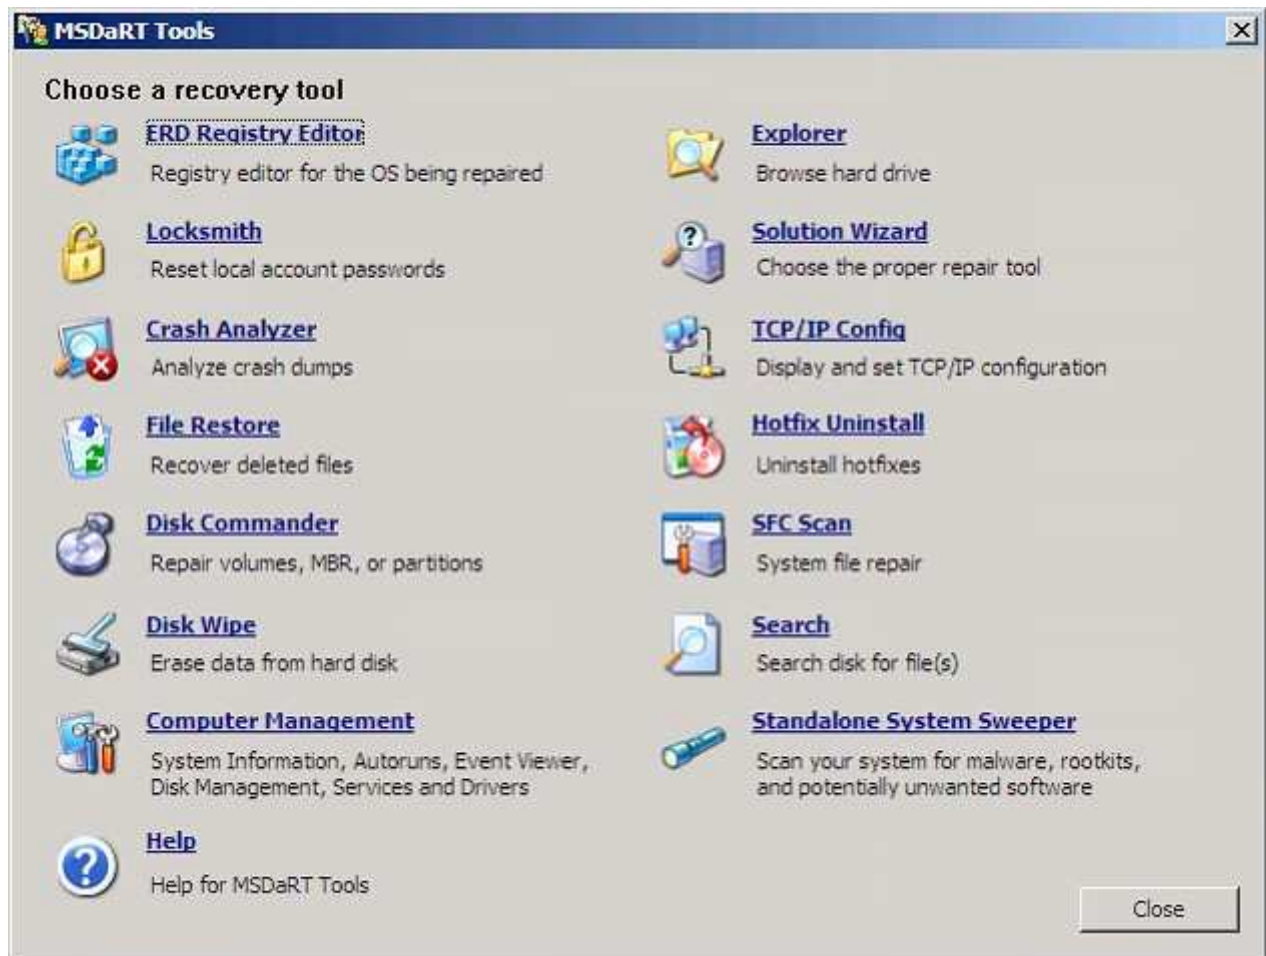 MSDaRT Tools
Choose a recovery tool
ERD Registry Editor
Registry editor for the OS being repaired
Locksmith
Reset local account passwords
Crash Analyzer
Analyze crash dumps
File Restore
Recover deleted files
Disk Commander
Repair volumes, MBR, or partitions
Disk Wipe
Erase data from hard disk
Computer Management
System Information, Autoruns, Event Viewer,
Disk Management, Services and Drivers
Help
Help for MSDaRT Tools
Explorer
Browse hard drive
Solution Wizard
Choose the proper repair tool
TCP/IP Config
Display and set TCP/IP configuration
Hotfix Uninstall
Uninstall hotfixes
SFC Scan
System file repair
Search
Search disk for file(s)
Standalone System Sweeper
Scan your system for malware, rootkits,
and potentially unwanted software
Close